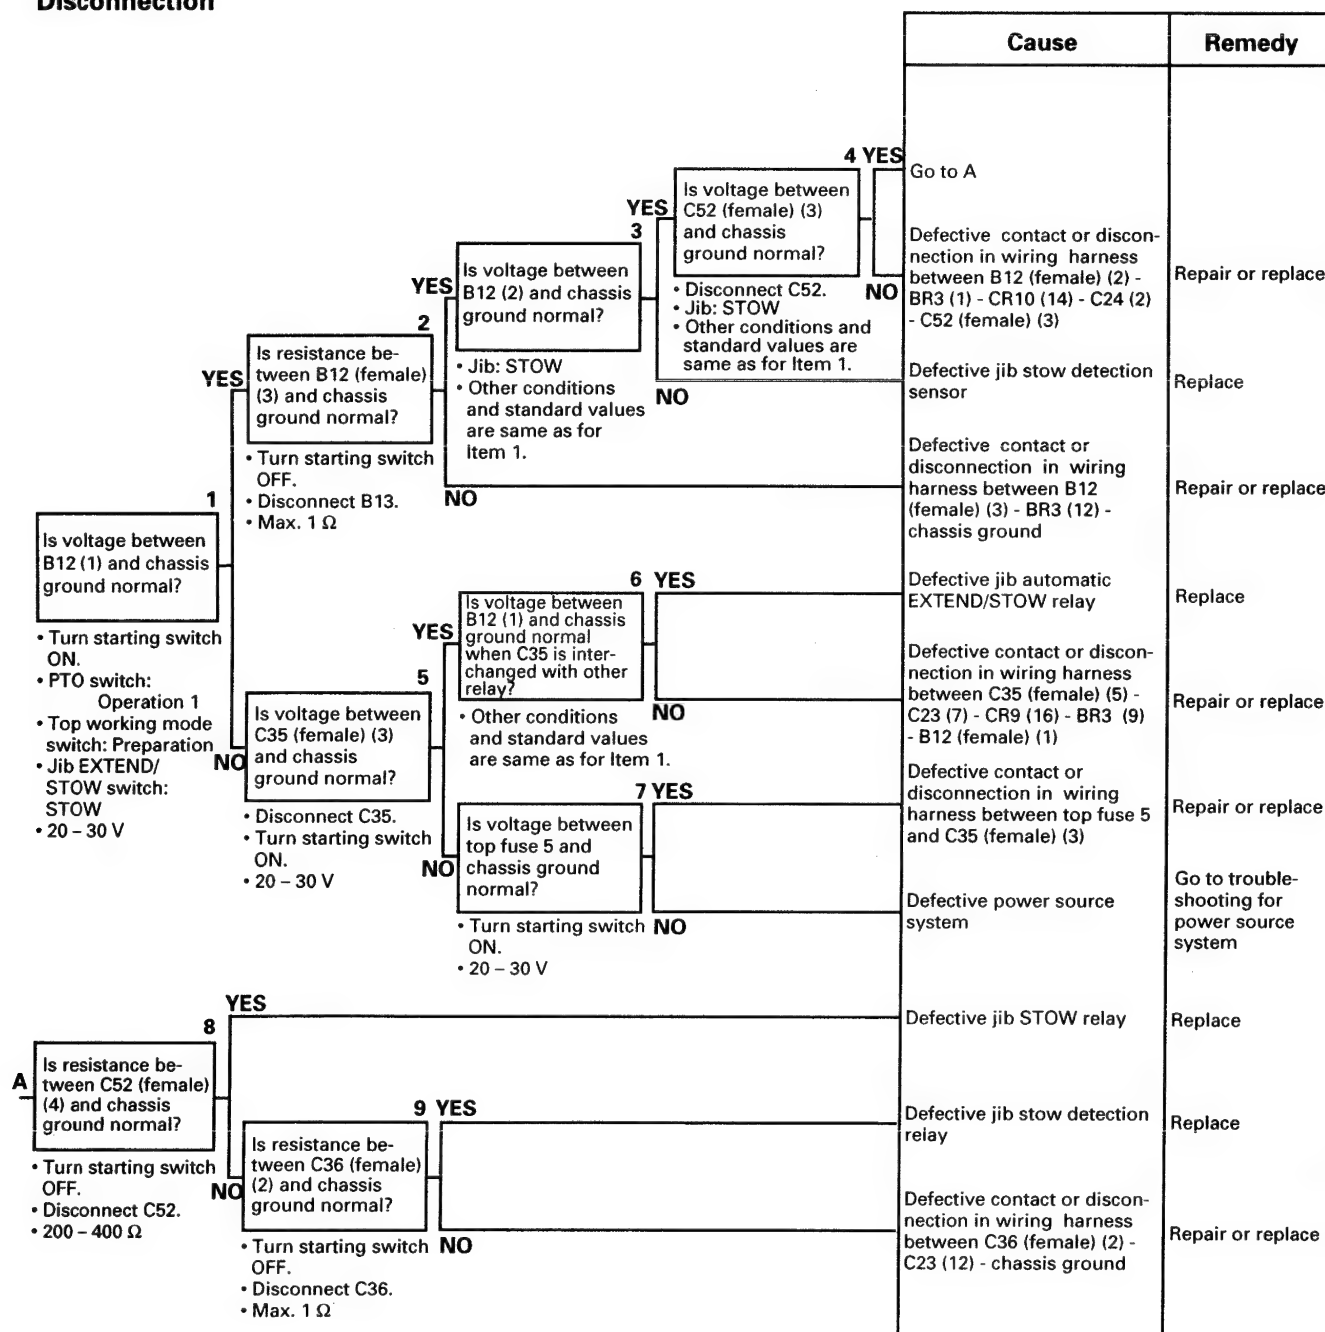 Disconnection
Cause
Remedy
4 YES
Go to A
Is voltage between
C52 (female) (3)
and chassis
ground normal?
YES
3
NO
• Disconnect C52.
• Jib: STOW
• Other conditions and
standard values are
same as for Item 1.
Defective contact or discon-
nection in wiring harness
between B12 (female) (2) -
BR3 (1) - CR10 (14) - C24 (2)
- C52 (female) (3)
Repair or replace
Is voltage between
B12 (2) and chassis
ground normal?
YES
2
• Jib: STOW
• Other conditions
and standard values
are same as for
Item 1.
NO
Defective jib stow detection
sensor
Replace
Is resistance be-
tween B12 (female)
(3) and chassis
ground normal?
YES
• Turn starting switch
OFF.
• Disconnect B13.
• Max. 1 Ω
NO
Defective contact or
disconnection in wiring
harness between B12
(female) (3) - BR3 (12) -
chassis ground
Repair or replace
1
Is voltage between
B12 (1) and chassis
ground normal?
• Turn starting switch
ON.
• PTO switch:
Operation 1
• Top working mode
switch: Preparation
• Jib EXTEND/
STOW switch:
STOW
• 20 – 30 V
NO
6 YES
Is voltage between
B12 (1) and chassis
ground normal
when C35 is inter-
changed with other
relay?
YES
5
• Other conditions
and standard values
are same as for Item 1.
NO
Defective jib automatic
EXTEND/STOW relay
Replace
Defective contact or discon-
nection in wiring harness
between C35 (female) (5) -
C23 (7) - CR9 (16) - BR3 (9)
- B12 (female) (1)
Repair or replace
Is voltage between
C35 (female) (3)
and chassis
ground normal?
• Disconnect C35.
• Turn starting switch
ON.
• 20 – 30 V
NO
7 YES
Is voltage between
top fuse 5 and
chassis ground
normal?
• Turn starting switch
ON.
• 20 – 30 V
NO
Defective contact or
disconnection in wiring
harness between top fuse 5
and C35 (female) (3)
Repair or replace
Defective power source
system
Go to trouble-
shooting for
power source
system
YES
8
Defective jib STOW relay
Replace
A
Is resistance be-
tween C52 (female)
(4) and chassis
ground normal?
• Turn starting switch
OFF.
• Disconnect C52.
• 200 – 400 Ω
NO
9 YES
Is resistance be-
tween C36 (female)
(2) and chassis
ground normal?
• Turn starting switch
OFF.
• Disconnect C36.
• Max. 1 Ω
NO
Defective jib stow detection
relay
Replace
Defective contact or discon-
nection in wiring harness
between C36 (female) (2) -
C23 (12) - chassis ground
Repair or replace